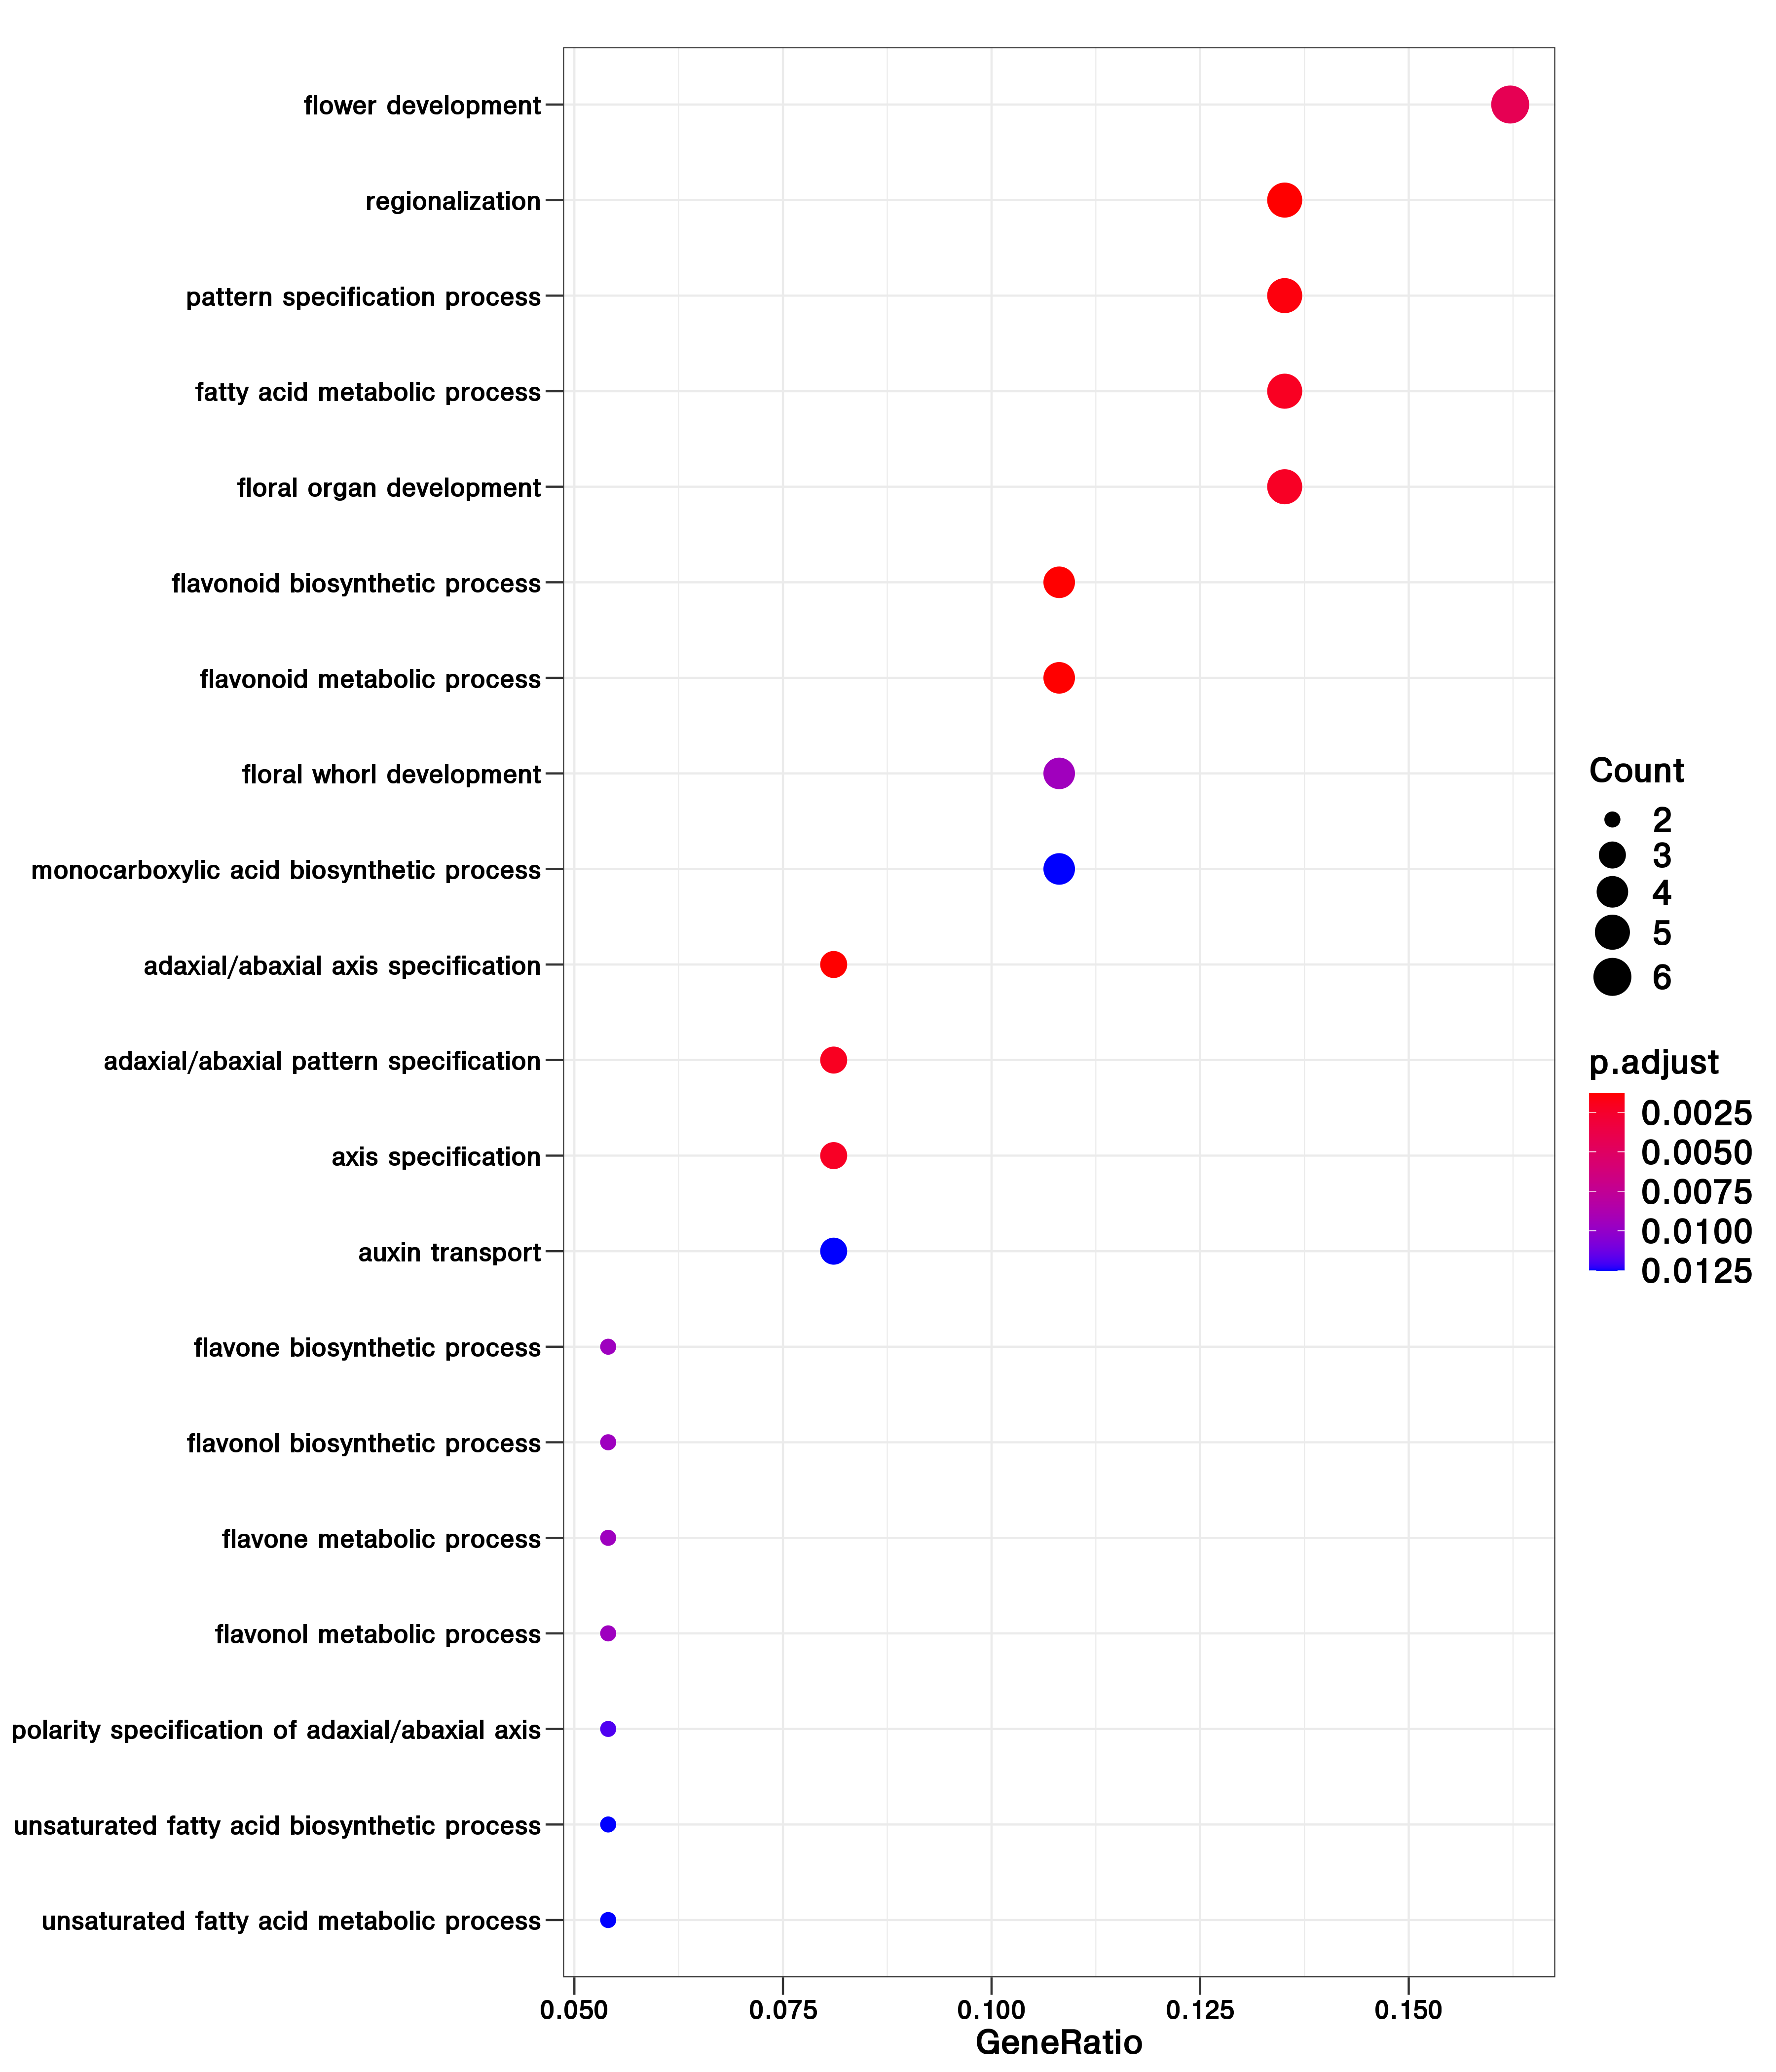 flower development
regionalization
pattern specification process
fatty acid metabolic process
floral organ development
flavonoid biosynthetic process
flavonoid metabolic process
floral whorl development
monocarboxylic acid biosynthetic process
adaxial/abaxial axis specification
adaxial/abaxial pattern specification
axis specification
auxin transport
flavone biosynthetic process
flavonol biosynthetic process
flavone metabolic process
flavonol metabolic process
polarity specification of adaxial/abaxial axis
unsaturated fatty acid biosynthetic process
unsaturated fatty acid metabolic process
0.050 0.075 0.100 0.125 0.150
GeneRatio
Count
2
3
4
5
6
p.adjust
0.0025
0.0050
0.0075
0.0100
0.0125